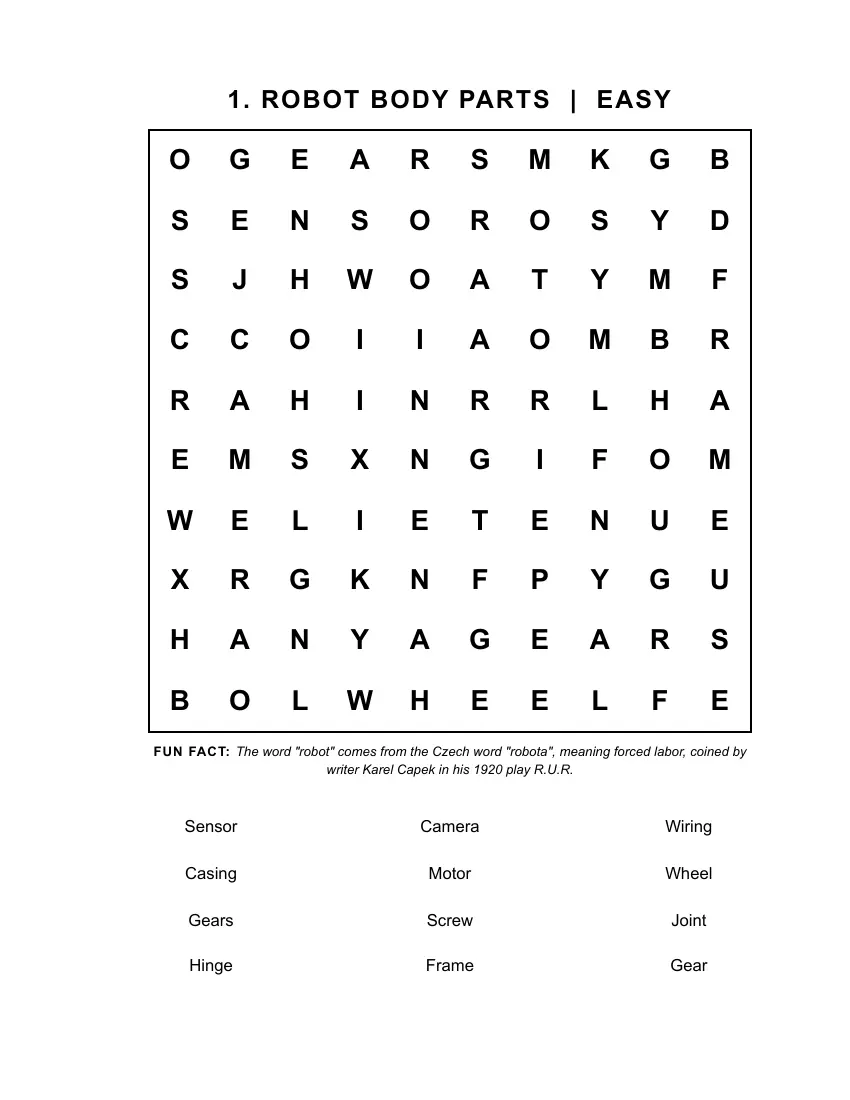 1. ROBOT BODY PARTS | EASY
O G E A R S M K G B
S E N S O R O S Y D
S J H W O A T Y M F
C C O I I A O M B R
R A H I N R R L H A
E M S X N G I F O M
W E L I E T E N U E
X R G K N F P Y G U
H A N Y A G E A R S
B O L W H E E L F E
FUN FACT: The word "robot" comes from the Czech word "robota", meaning forced labor, coined by
writer Karel Capek in his 1920 play R.U.R.
Sensor Camera Wiring
Casing Motor Wheel
Gears Screw Joint
Hinge Frame Gear